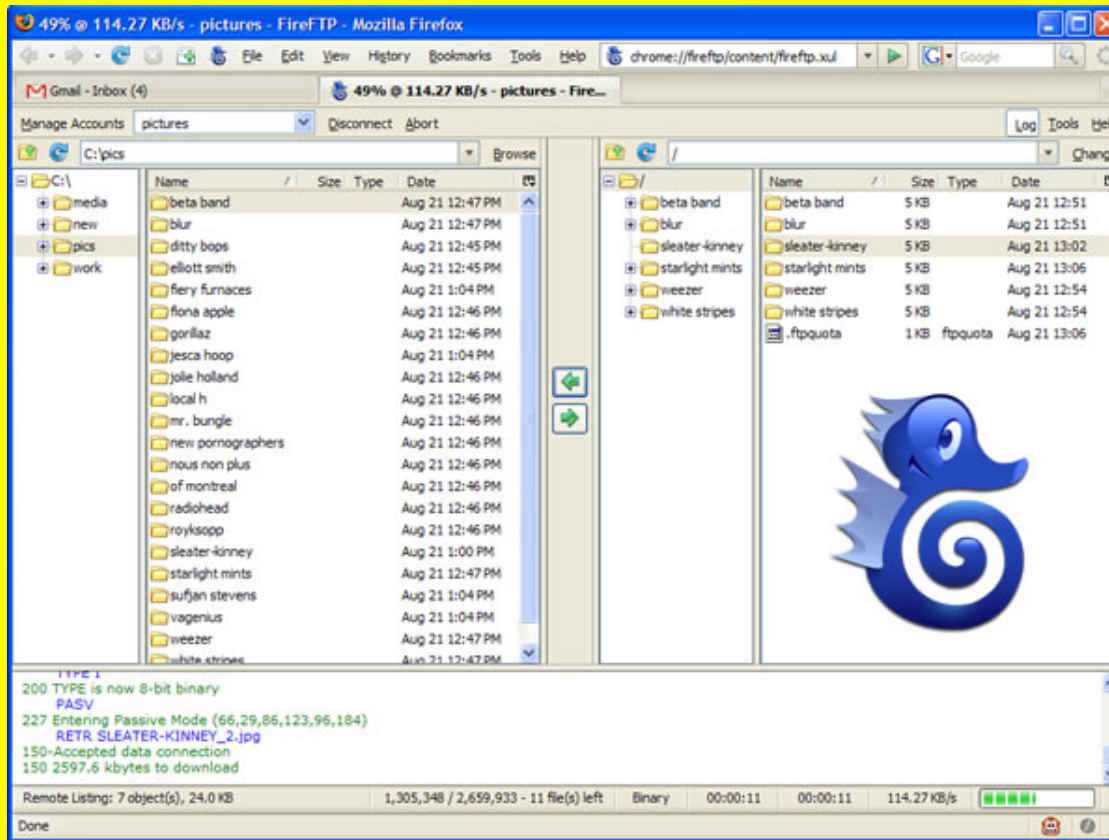 49% @ 114.27 KB/s - pictures - FireFTP - Mozilla Firefox
File Edit View History Bookmarks Tools Help chrome://fireftp/content/fireftp.xul Google
Gmail - Inbox (4) 49% @ 114.27 KB/s - pictures - Fire...
Manage Accounts pictures Disconnect Abort Log Tools Hel
C:\pics Browse / Chang
C:\
media
new
pics
work
Name Size Type Date
beta band Aug 21 12:47 PM
blur Aug 21 12:47 PM
ditty bops Aug 21 12:45 PM
elliott smith Aug 21 12:45 PM
fiery furnaces Aug 21 1:04 PM
fiona apple Aug 21 12:46 PM
gorillaz Aug 21 12:46 PM
jesca hoop Aug 21 1:04 PM
jolie holland Aug 21 12:46 PM
local h Aug 21 12:46 PM
mr. bungle Aug 21 12:46 PM
new pornographers Aug 21 12:46 PM
nous non plus Aug 21 12:46 PM
of montreal Aug 21 12:46 PM
radiohead Aug 21 12:46 PM
royksopp Aug 21 12:46 PM
sleater-kinney Aug 21 1:00 PM
starlight mints Aug 21 12:47 PM
sufjan stevens Aug 21 1:04 PM
vagenius Aug 21 1:04 PM
weezer Aug 21 12:47 PM
white stripes Aug 21 12:47 PM
/
beta band
blur
sleater-kinney
starlight mints
weezer
white stripes
Name Size Type Date
beta band 5 KB Aug 21 12:51
blur 5 KB Aug 21 12:51
sleater-kinney 5 KB Aug 21 13:02
starlight mints 5 KB Aug 21 13:06
weezer 5 KB Aug 21 12:54
white stripes 5 KB Aug 21 12:54
.ftpquota 1 KB ftpquota Aug 21 13:06
TYPE I
200 TYPE is now 8-bit binary
PASV
227 Entering Passive Mode (66,29,86,123,96,184)
RETR SLEATER-KINNEY_2.jpg
150-Accepted data connection
150 2597.6 kbytes to download
Remote Listing: 7 object(s), 24.0 KB 1,305,348 / 2,659,933 - 11 file(s) left Binary 00:00:11 00:00:11 114.27 KB/s
Done